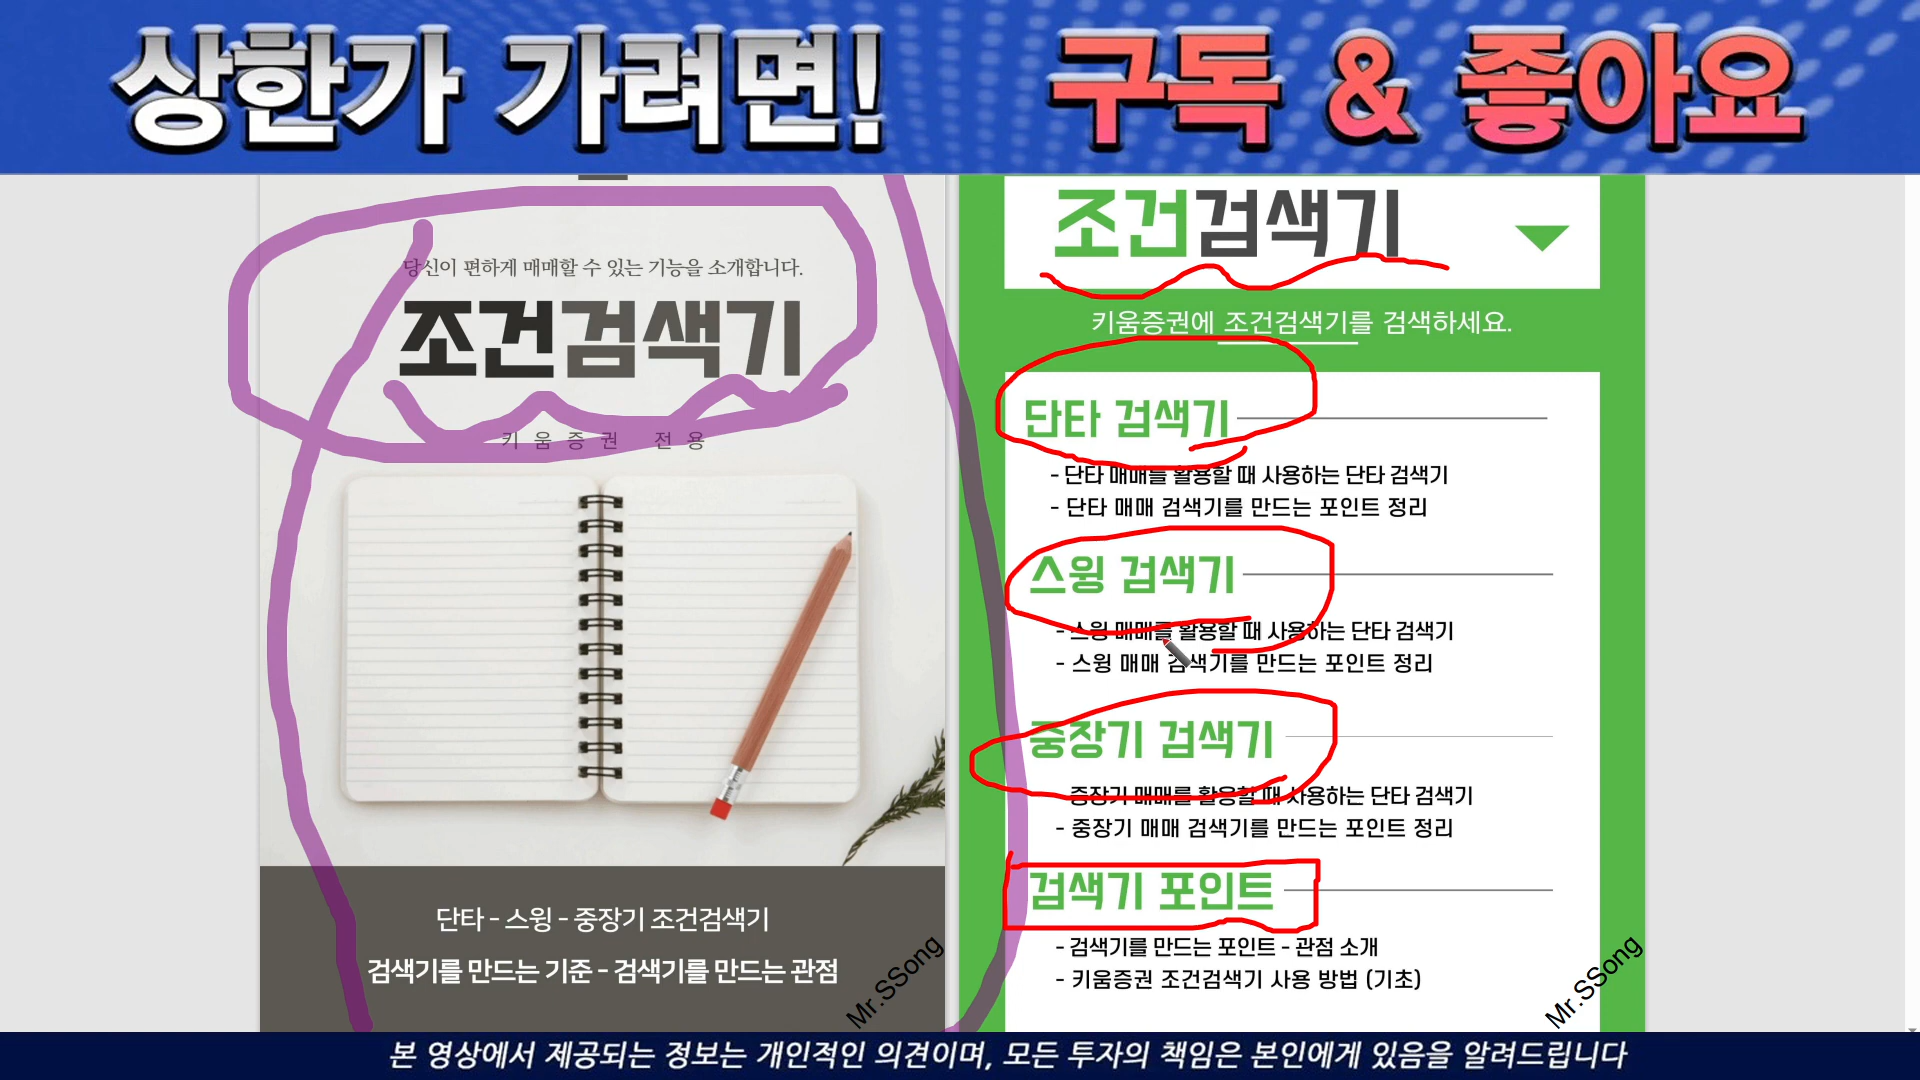 상한가 가려면! 구독 & 좋아요
당신이 편하게 매매할 수 있는 기능을 소개합니다.
조건검색기
키움증권 전용
단타 - 스윙 - 중장기 조건검색기
검색기를 만드는 기준 - 검색기를 만드는 관점
Mr.SSong
조건검색기
키움증권에 조건검색기를 검색하세요.
단타 검색기
- 단타 매매를 활용할 때 사용하는 단타 검색기
- 단타 매매 검색기를 만드는 포인트 정리
스윙 검색기
- 스윙 매매를 활용할 때 사용하는 단타 검색기
- 스윙 매매 검색기를 만드는 포인트 정리
중장기 검색기
중장기 매매를 활용할 때 사용하는 단타 검색기
- 중장기 매매 검색기를 만드는 포인트 정리
검색기 포인트
- 검색기를 만드는 포인트 - 관점 소개
- 키움증권 조건검색기 사용 방법 (기초)
Mr.SSong
본 영상에서 제공되는 정보는 개인적인 의견이며, 모든 투자의 책임은 본인에게 있음을 알려드립니다